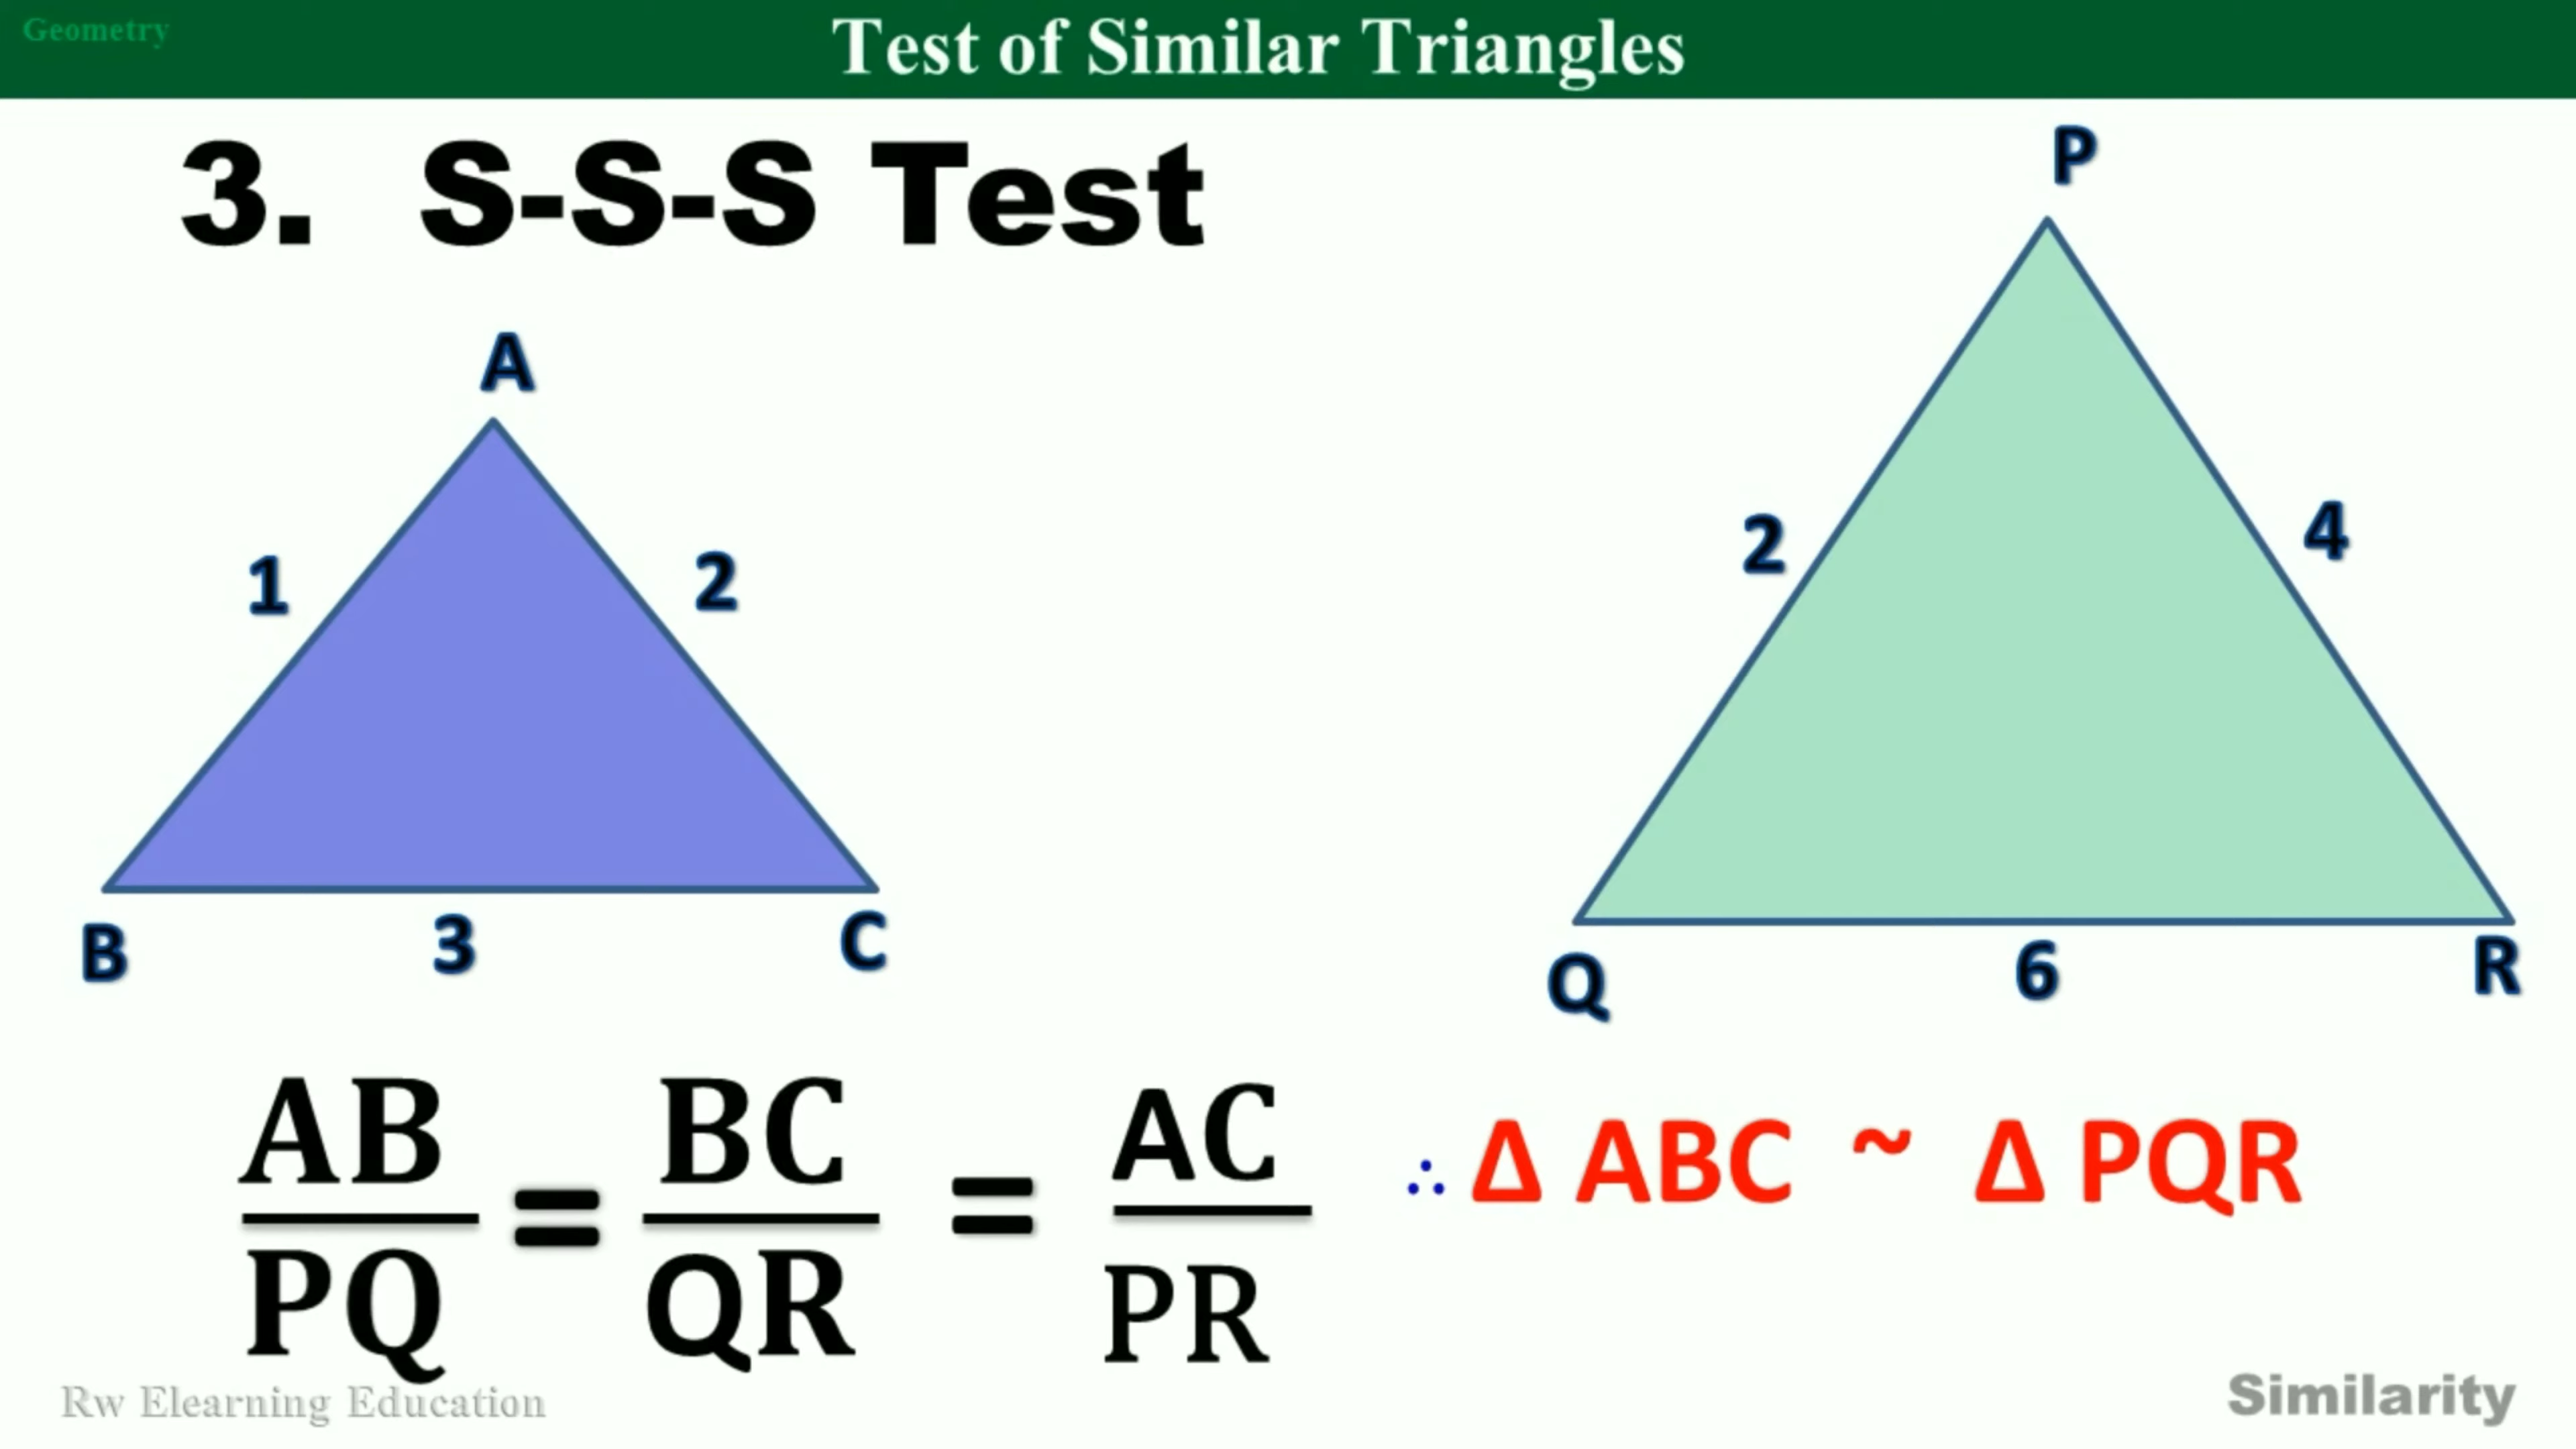 Geometry
Test of Similar Triangles
3. S-S-S Test
P
A
1
2
2
4
B
3
C
Q
6
R
AB/PQ = BC/QR = AC/PR
∴ Δ ABC ~ Δ PQR
Rw Elearning Education
Similarity